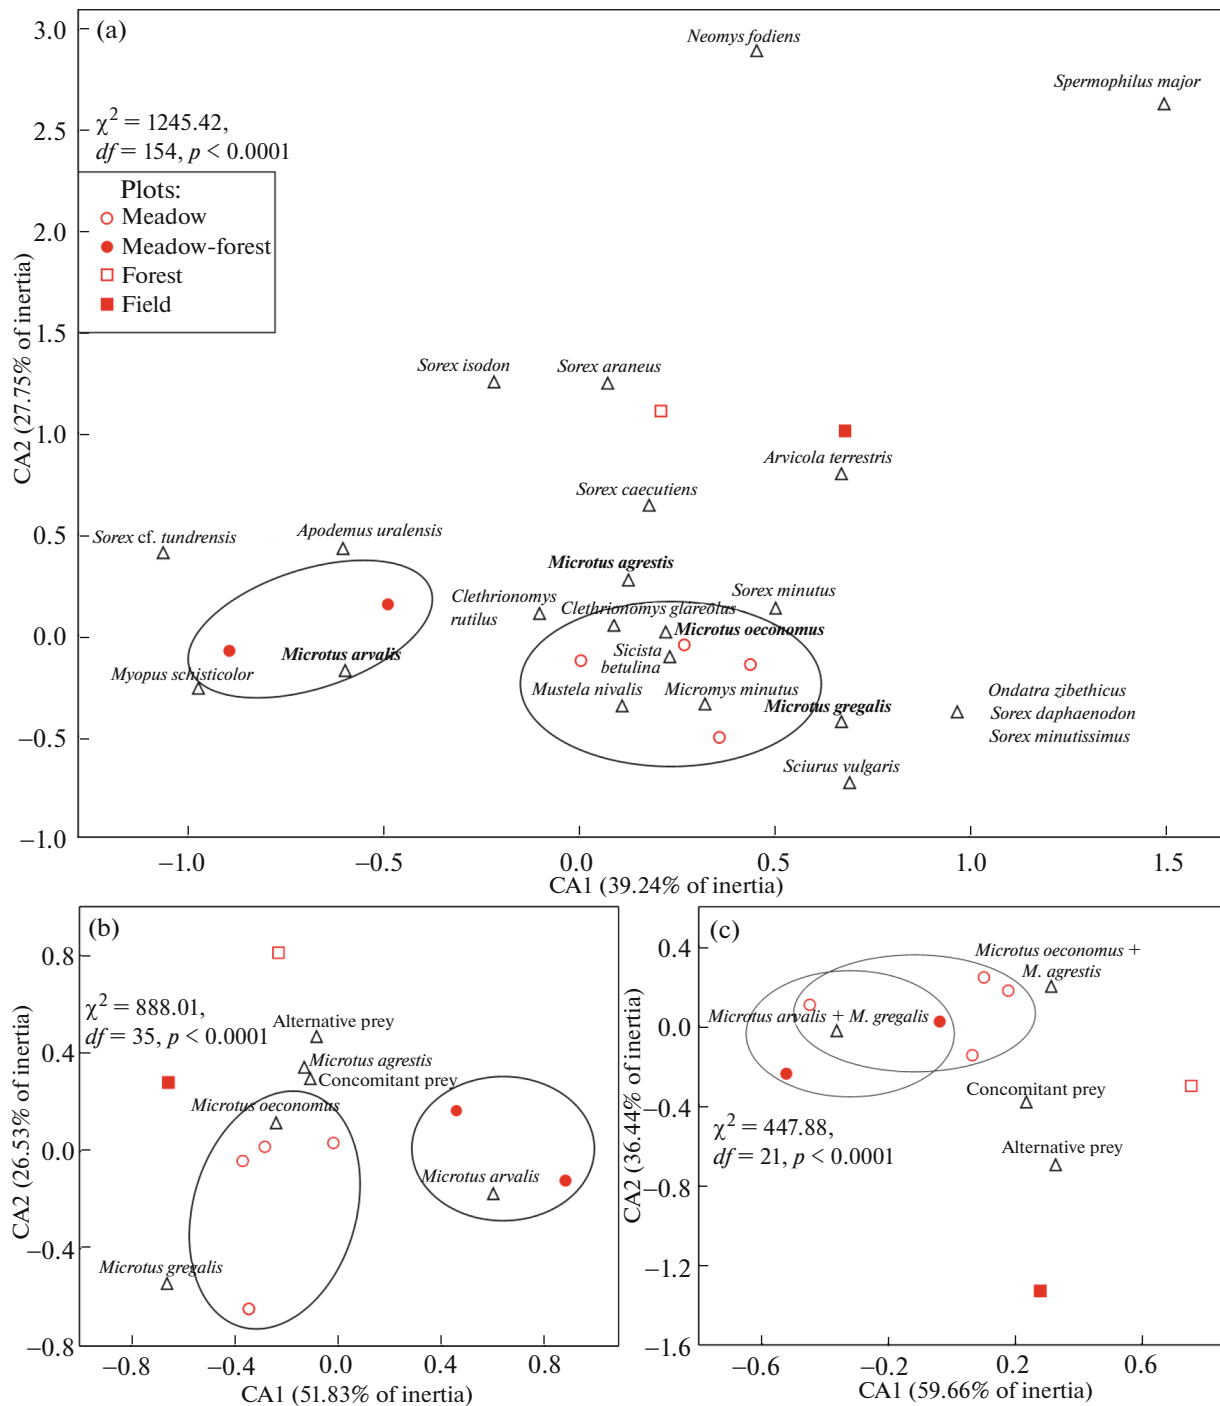 (a)
3.0
2.5
2.0
1.5
1.0
0.5
0.0
−0.5
−1.0
CA2 (27.75% of inertia)
χ² = 1245.42,
df = 154, p < 0.0001
Plots:
Meadow
Meadow-forest
Forest
Field
Neomys fodiens
Spermophilus major
Sorex isodon
Sorex araneus
Arvicola terrestris
Sorex caecutiens
Sorex cf. tundrensis
Apodemus uralensis
Microtus agrestis
Clethrionomys
rutilus
Clethrionomys glareolus
Sorex minutus
Microtus oeconomus
Microtus arvalis
Sicista
betulina
Myopus schisticolor
Mustela nivalis
Micromys minutus
Microtus gregalis
Ondatra zibethicus
Sorex daphaenodon
Sorex minutissimus
Sciurus vulgaris
−1.0
−0.5
0.0
0.5
1.0
1.5
CA1 (39.24% of inertia)
(b)
0.8
0.4
0.0
−0.4
−0.8
CA2 (26.53% of inertia)
χ² = 888.01,
df = 35, p < 0.0001
Alternative prey
Microtus agrestis
Concomitant prey
Microtus oeconomus
Microtus arvalis
Microtus gregalis
−0.8
−0.4
0.0
0.4
0.8
CA1 (51.83% of inertia)
(c)
0.4
0.0
−0.4
−0.8
−1.2
−1.6
CA2 (36.44% of inertia)
Microtus oeconomus +
M. agrestis
Microtus arvalis + M. gregalis
Concomitant prey
χ² = 447.88,
df = 21, p < 0.0001
Alternative prey
−0.6
−0.2
0.2
0.6
CA1 (59.66% of inertia)